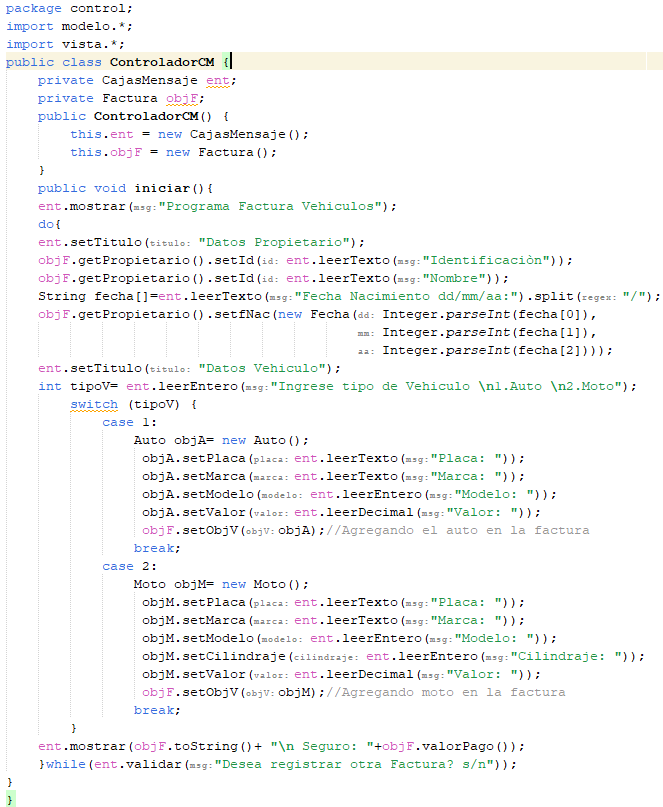 package control;
import modelo.*;
import vista.*;
public class ControladorCM {
    private CajasMensaje ent;
    private Factura objF;
    public ControladorCM() {
        this.ent = new CajasMensaje();
        this.objF = new Factura();
    }
    public void iniciar(){
    ent.mostrar(msg:"Programa Factura Vehiculos");
    do{
    ent.setTitulo(titulo: "Datos Propietario");
    objF.getPropietario().setId(id: ent.leerTexto(msg:"Identificaciòn"));
    objF.getPropietario().setId(id: ent.leerTexto(msg:"Nombre"));
    String fecha[]=ent.leerTexto(msg:"Fecha Nacimiento dd/mm/aa:").split(regex: "/");
    objF.getPropietario().setfNac(new Fecha(dd: Integer.parseInt(fecha[0]),
                                            mm: Integer.parseInt(fecha[1]),
                                            aa: Integer.parseInt(fecha[2])));
    ent.setTitulo(titulo: "Datos Vehiculo");
    int tipoV= ent.leerEntero(msg:"Ingrese tipo de Vehiculo \n1.Auto \n2.Moto");
        switch (tipoV) {
            case 1:
                Auto objA= new Auto();
                 objA.setPlaca(placa: ent.leerTexto(msg:"Placa: "));
                 objA.setMarca(marca: ent.leerTexto(msg:"Marca: "));
                 objA.setModelo(modelo: ent.leerEntero(msg:"Modelo: "));
                 objA.setValor(valor: ent.leerDecimal(msg:"Valor: "));
                 objF.setObjV(objV: objA);//Agregando el auto en la factura
                break;
            case 2:
                Moto objM= new Moto();
                 objM.setPlaca(placa: ent.leerTexto(msg:"Placa: "));
                 objM.setMarca(marca: ent.leerTexto(msg:"Marca: "));
                 objM.setModelo(modelo: ent.leerEntero(msg:"Modelo: "));
                 objM.setCilindraje(cilindraje: ent.leerEntero(msg:"Cilindraje: "));
                 objM.setValor(valor: ent.leerDecimal(msg:"Valor: "));
                 objF.setObjV(objV: objM);//Agregando moto en la factura
                break;
        }
    ent.mostrar(objF.toString()+ "\n Seguro: "+objF.valorPago());
    }while(ent.validar(msg:"Desea registrar otra Factura? s/n"));
}
}